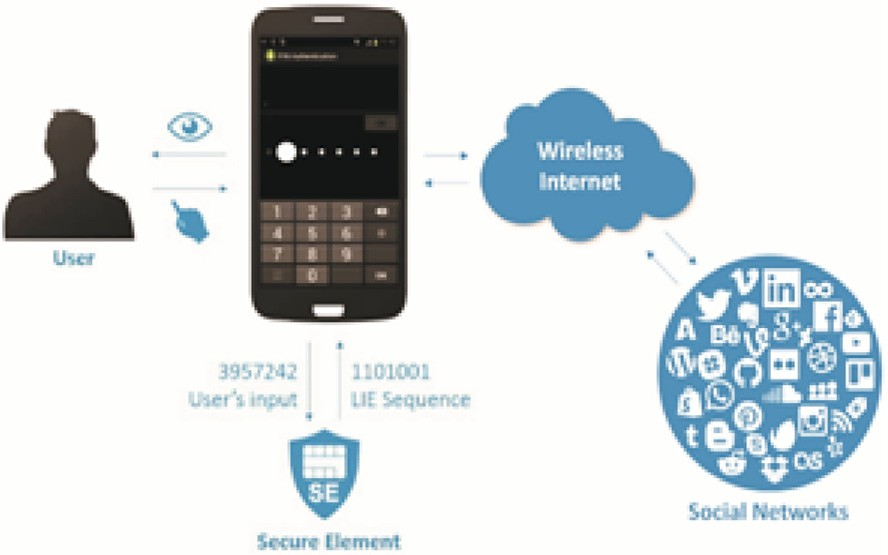 Wireless
Internet
1 2 3
4 5 6
7 8 9
0
User
3957242
User's input
1101001
LIE Sequence
SE
Secure Element
Social Networks